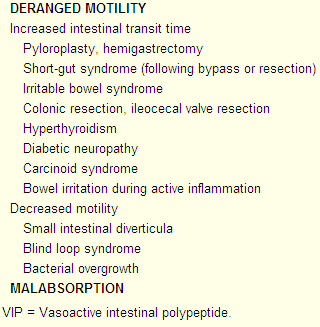 DERANGED MOTILITY
Increased intestinal transit time
Pyloroplasty, hemigastrectomy
Short-gut syndrome (following bypass or resection)
Irritable bowel syndrome
Colonic resection, ileocecal valve resection
Hyperthyroidism
Diabetic neuropathy
Carcinoid syndrome
Bowel irritation during active inflammation
Decreased motility
Small intestinal diverticula
Blind loop syndrome
Bacterial overgrowth
MALABSORPTION
VIP = Vasoactive intestinal polypeptide.